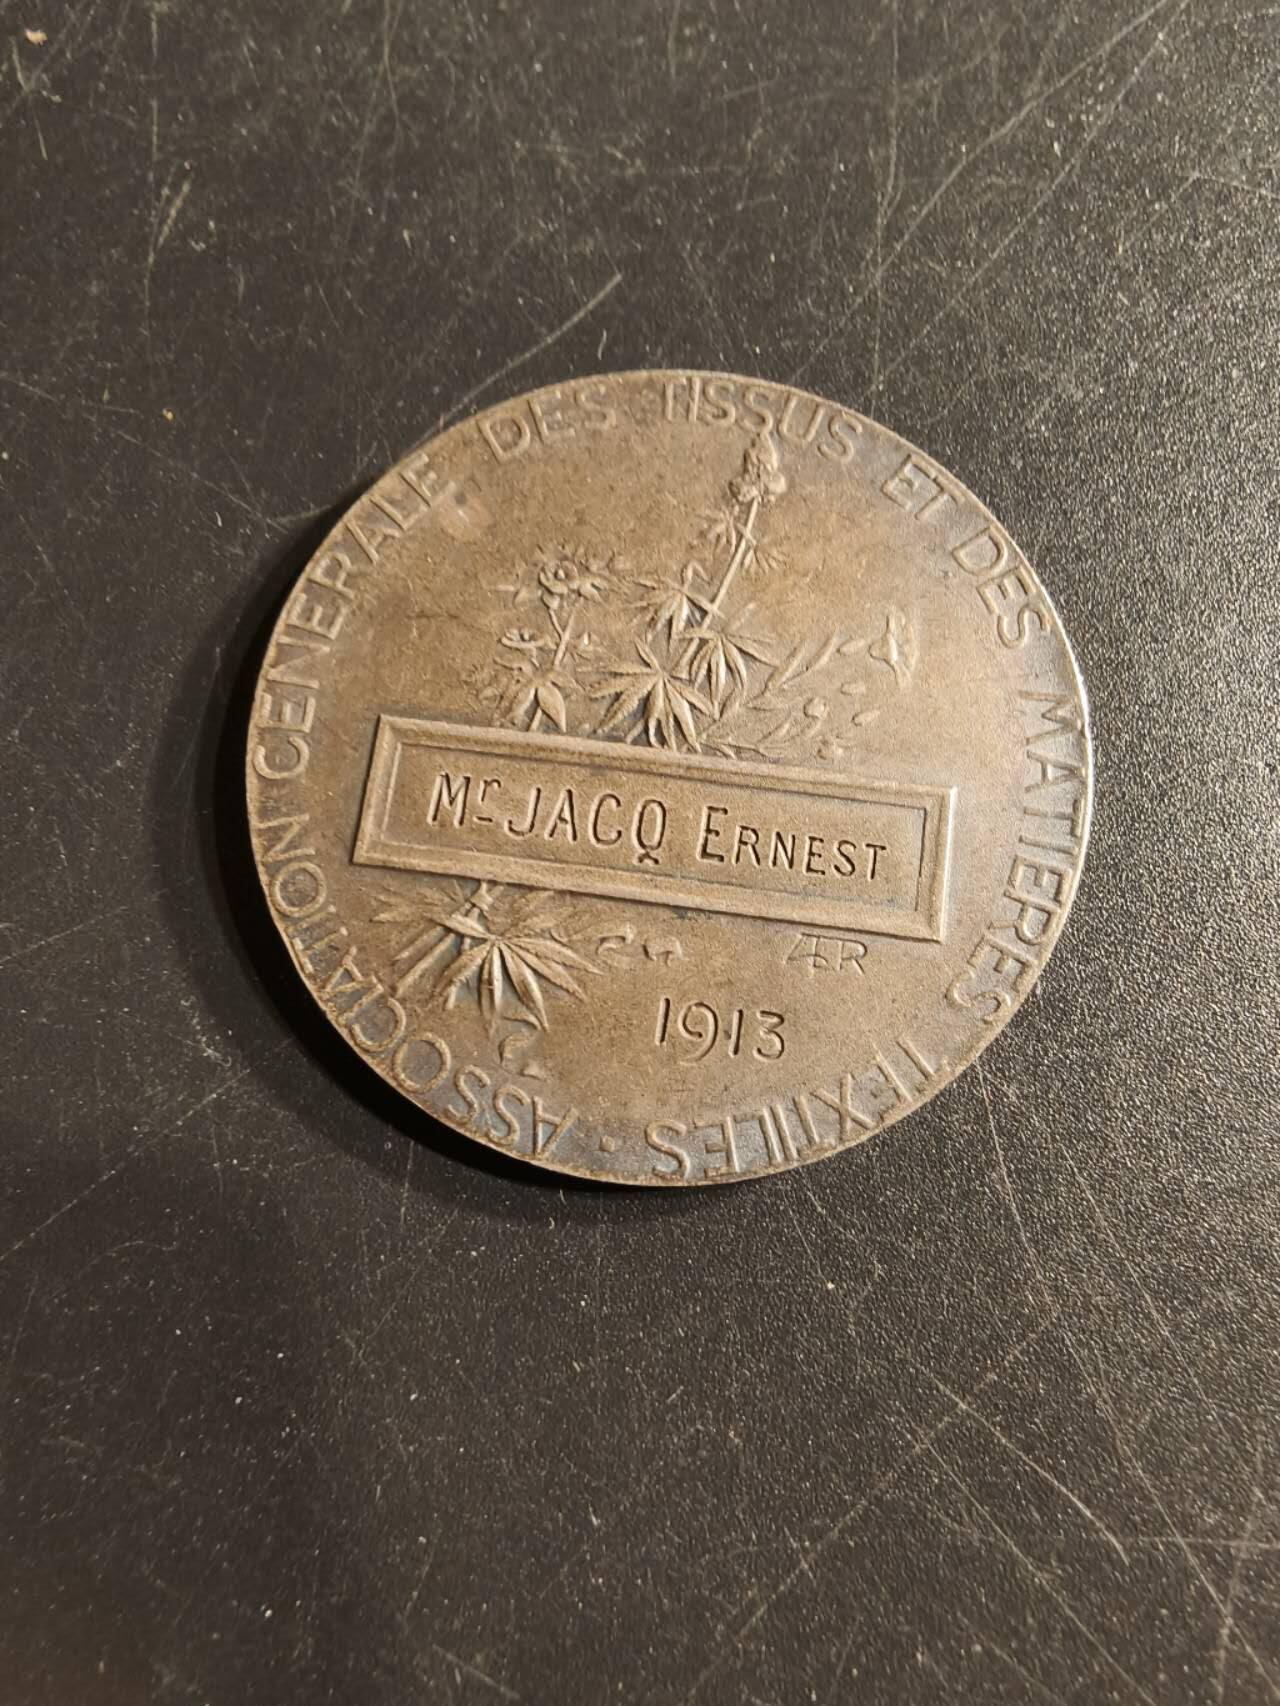 ASSOCIATION GENERALE DES TISSUS ET DES MATIERES TEXTILES ·
Mr JACQ ERNEST
ÆR
1913